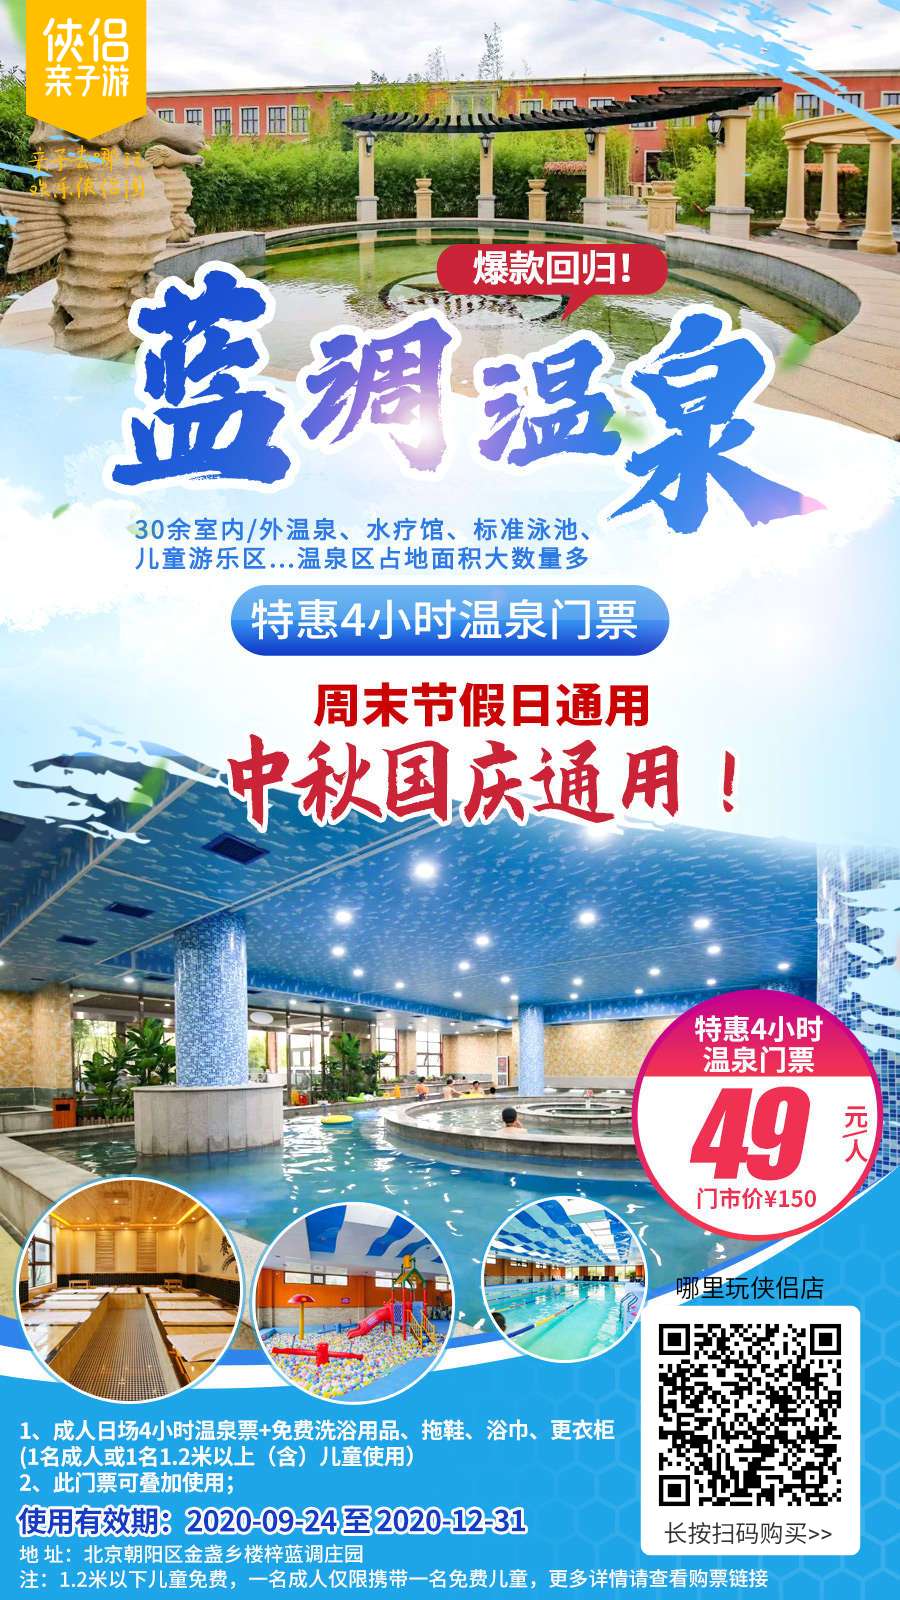 侠侣
亲子游
亲子去哪江
欢乐侠侣游
爆款回归!
蓝调温泉
30余室内/外温泉、水疗馆、标准泳池、
儿童游乐区...温泉区占地面积大数量多
特惠4小时温泉门票
周末节假日通用
中秋国庆通用！
特惠4小时
温泉门票
49
元/人
门市价¥150
哪里玩侠侣店
长按扫码购买>>
1、成人日场4小时温泉票+免费洗浴用品、拖鞋、浴巾、更衣柜
(1名成人或1名1.2米以上（含）儿童使用）
2、此门票可叠加使用；
使用有效期：2020-09-24 至 2020-12-31
地 址：北京朝阳区金盏乡楼梓蓝调庄园
注：1.2米以下儿童免费，一名成人仅限携带一名免费儿童，更多详情请查看购票链接